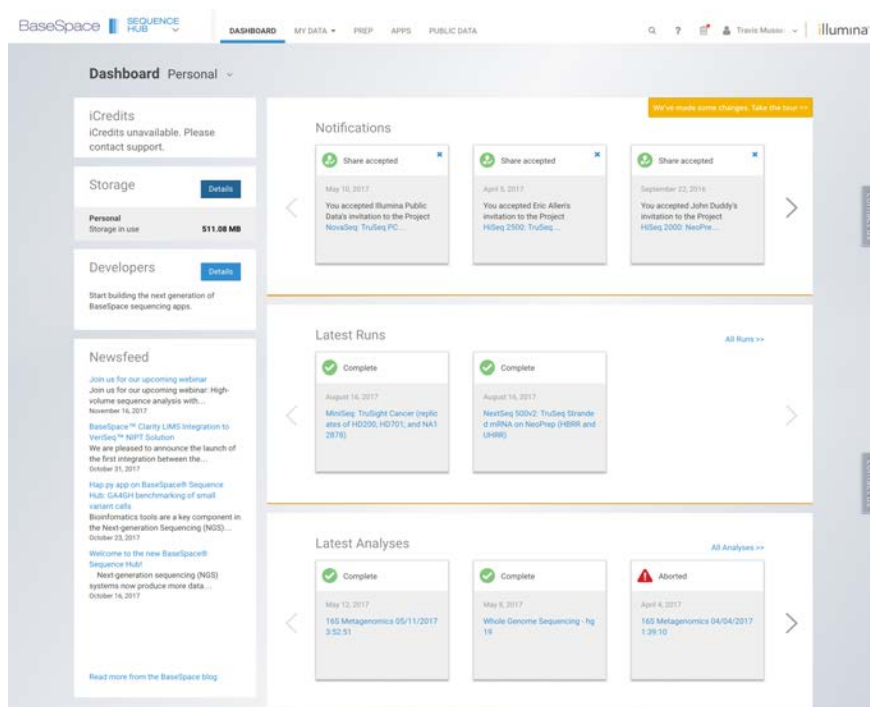 BaseSpace SEQUENCE HUB
DASHBOARD MY DATA PREP APPS PUBLIC DATA
? Travis illumina
Dashboard Personal
We've made some changes. Take the tour >>
iCredits
iCredits unavailable. Please
contact support.
Storage
Details
Personal
Storage in use 511.08 MB
Developers
Details
Start building the next generation of
BaseSpace sequencing apps.
Newsfeed
Join us for our upcoming webinar
Join us for our upcoming webinar: High-
volume sequence analysis with...
November 16, 2017
BaseSpace™ Clarity LIMS Integration to
VeriSeq™ NIPT Solution
We are pleased to announce the launch of
the first integration between the...
October 31, 2017
Hap.py app on BaseSpace® Sequence
Hub: GA4GH benchmarking of small
variant calls
Bioinfomatics tools are a key component in
the Next-generation Sequencing (NGS)...
October 23, 2017
Welcome to the new BaseSpace®
Sequence Hub!
Next-generation sequencing (NGS)
systems now produce more data...
October 16, 2017
Read more from the BaseSpace blog
Notifications
Share accepted
May 10, 2017
You accepted Illumina Public
Data's invitation to the Project
NovaSeq: TruSeq PC...
Share accepted
April 5, 2017
You accepted Eric Allen's
invitation to the Project
HiSeq 2500: TruSeq ...
Share accepted
September 22, 2016
You accepted John Duddy's
invitation to the Project
HiSeq 2000: NeoPre...
Latest Runs
All Runs >>
Complete
August 16, 2017
MiniSeq: TruSight Cancer (replic
ates of HD200, HD701, and NA1
2878)
Complete
August 16, 2017
NextSeq 500v2: TruSeq Strande
d mRNA on NeoPrep (HBRR and
UHRR)
Latest Analyses
All Analyses >>
Complete
May 12, 2017
16S Metagenomics 05/11/2017
3:52:51
Complete
May 8, 2017
Whole Genome Sequencing - hg
19
Aborted
April 4, 2017
16S Metagenomics 04/04/2017
1:39:10